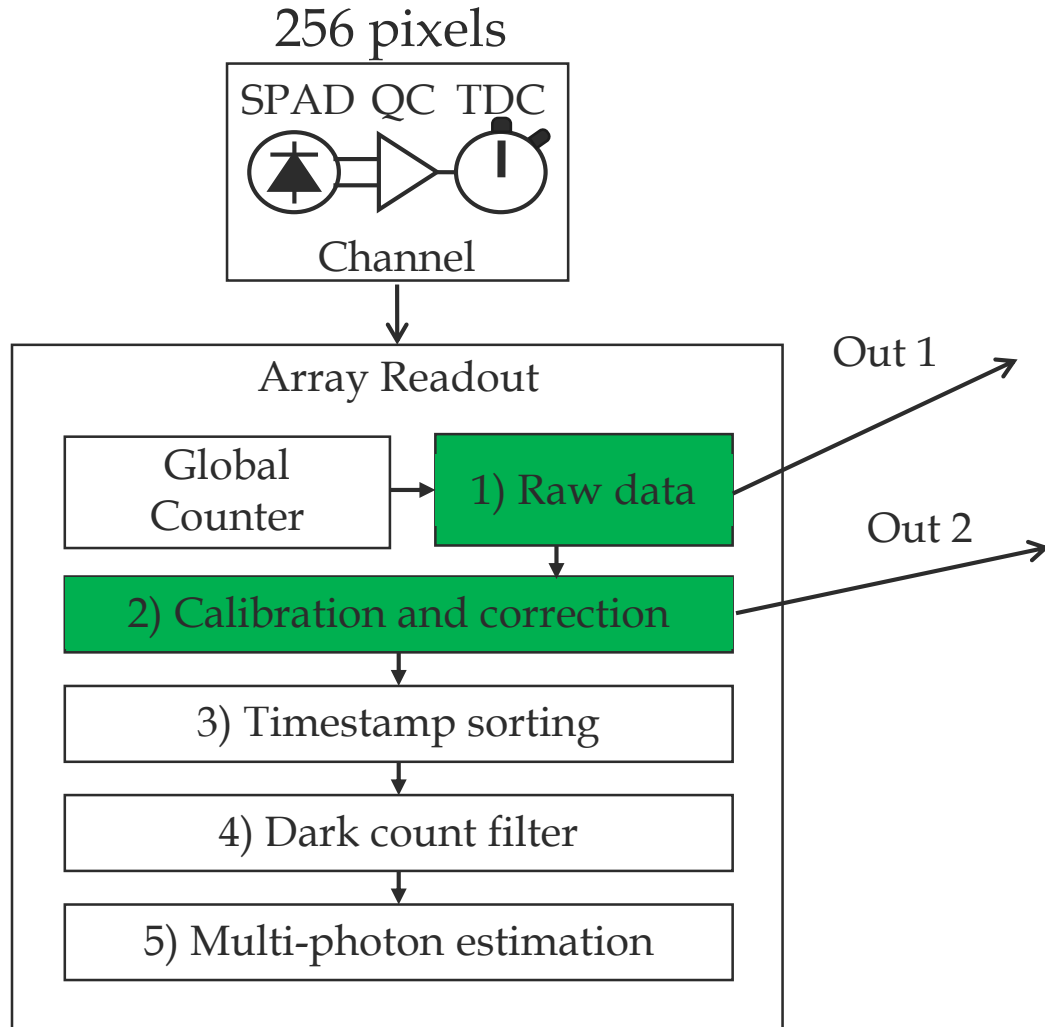 256 pixels
SPAD QC TDC
Channel
Array Readout
Out 1
Global
Counter
1) Raw data
Out 2
2) Calibration and correction
3) Timestamp sorting
4) Dark count filter
5) Multi-photon estimation